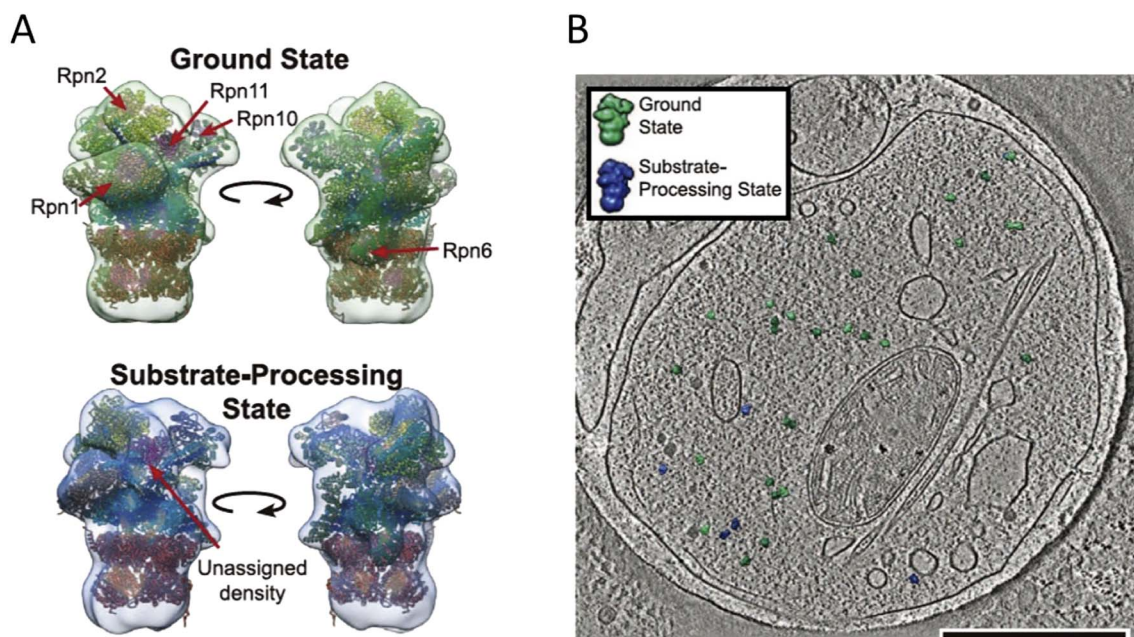 A
Ground State
Rpn2
Rpn11
Rpn10
Rpn1
Rpn6
Substrate-Processing
State
Unassigned
density
B
Ground
State
Substrate-
Processing State